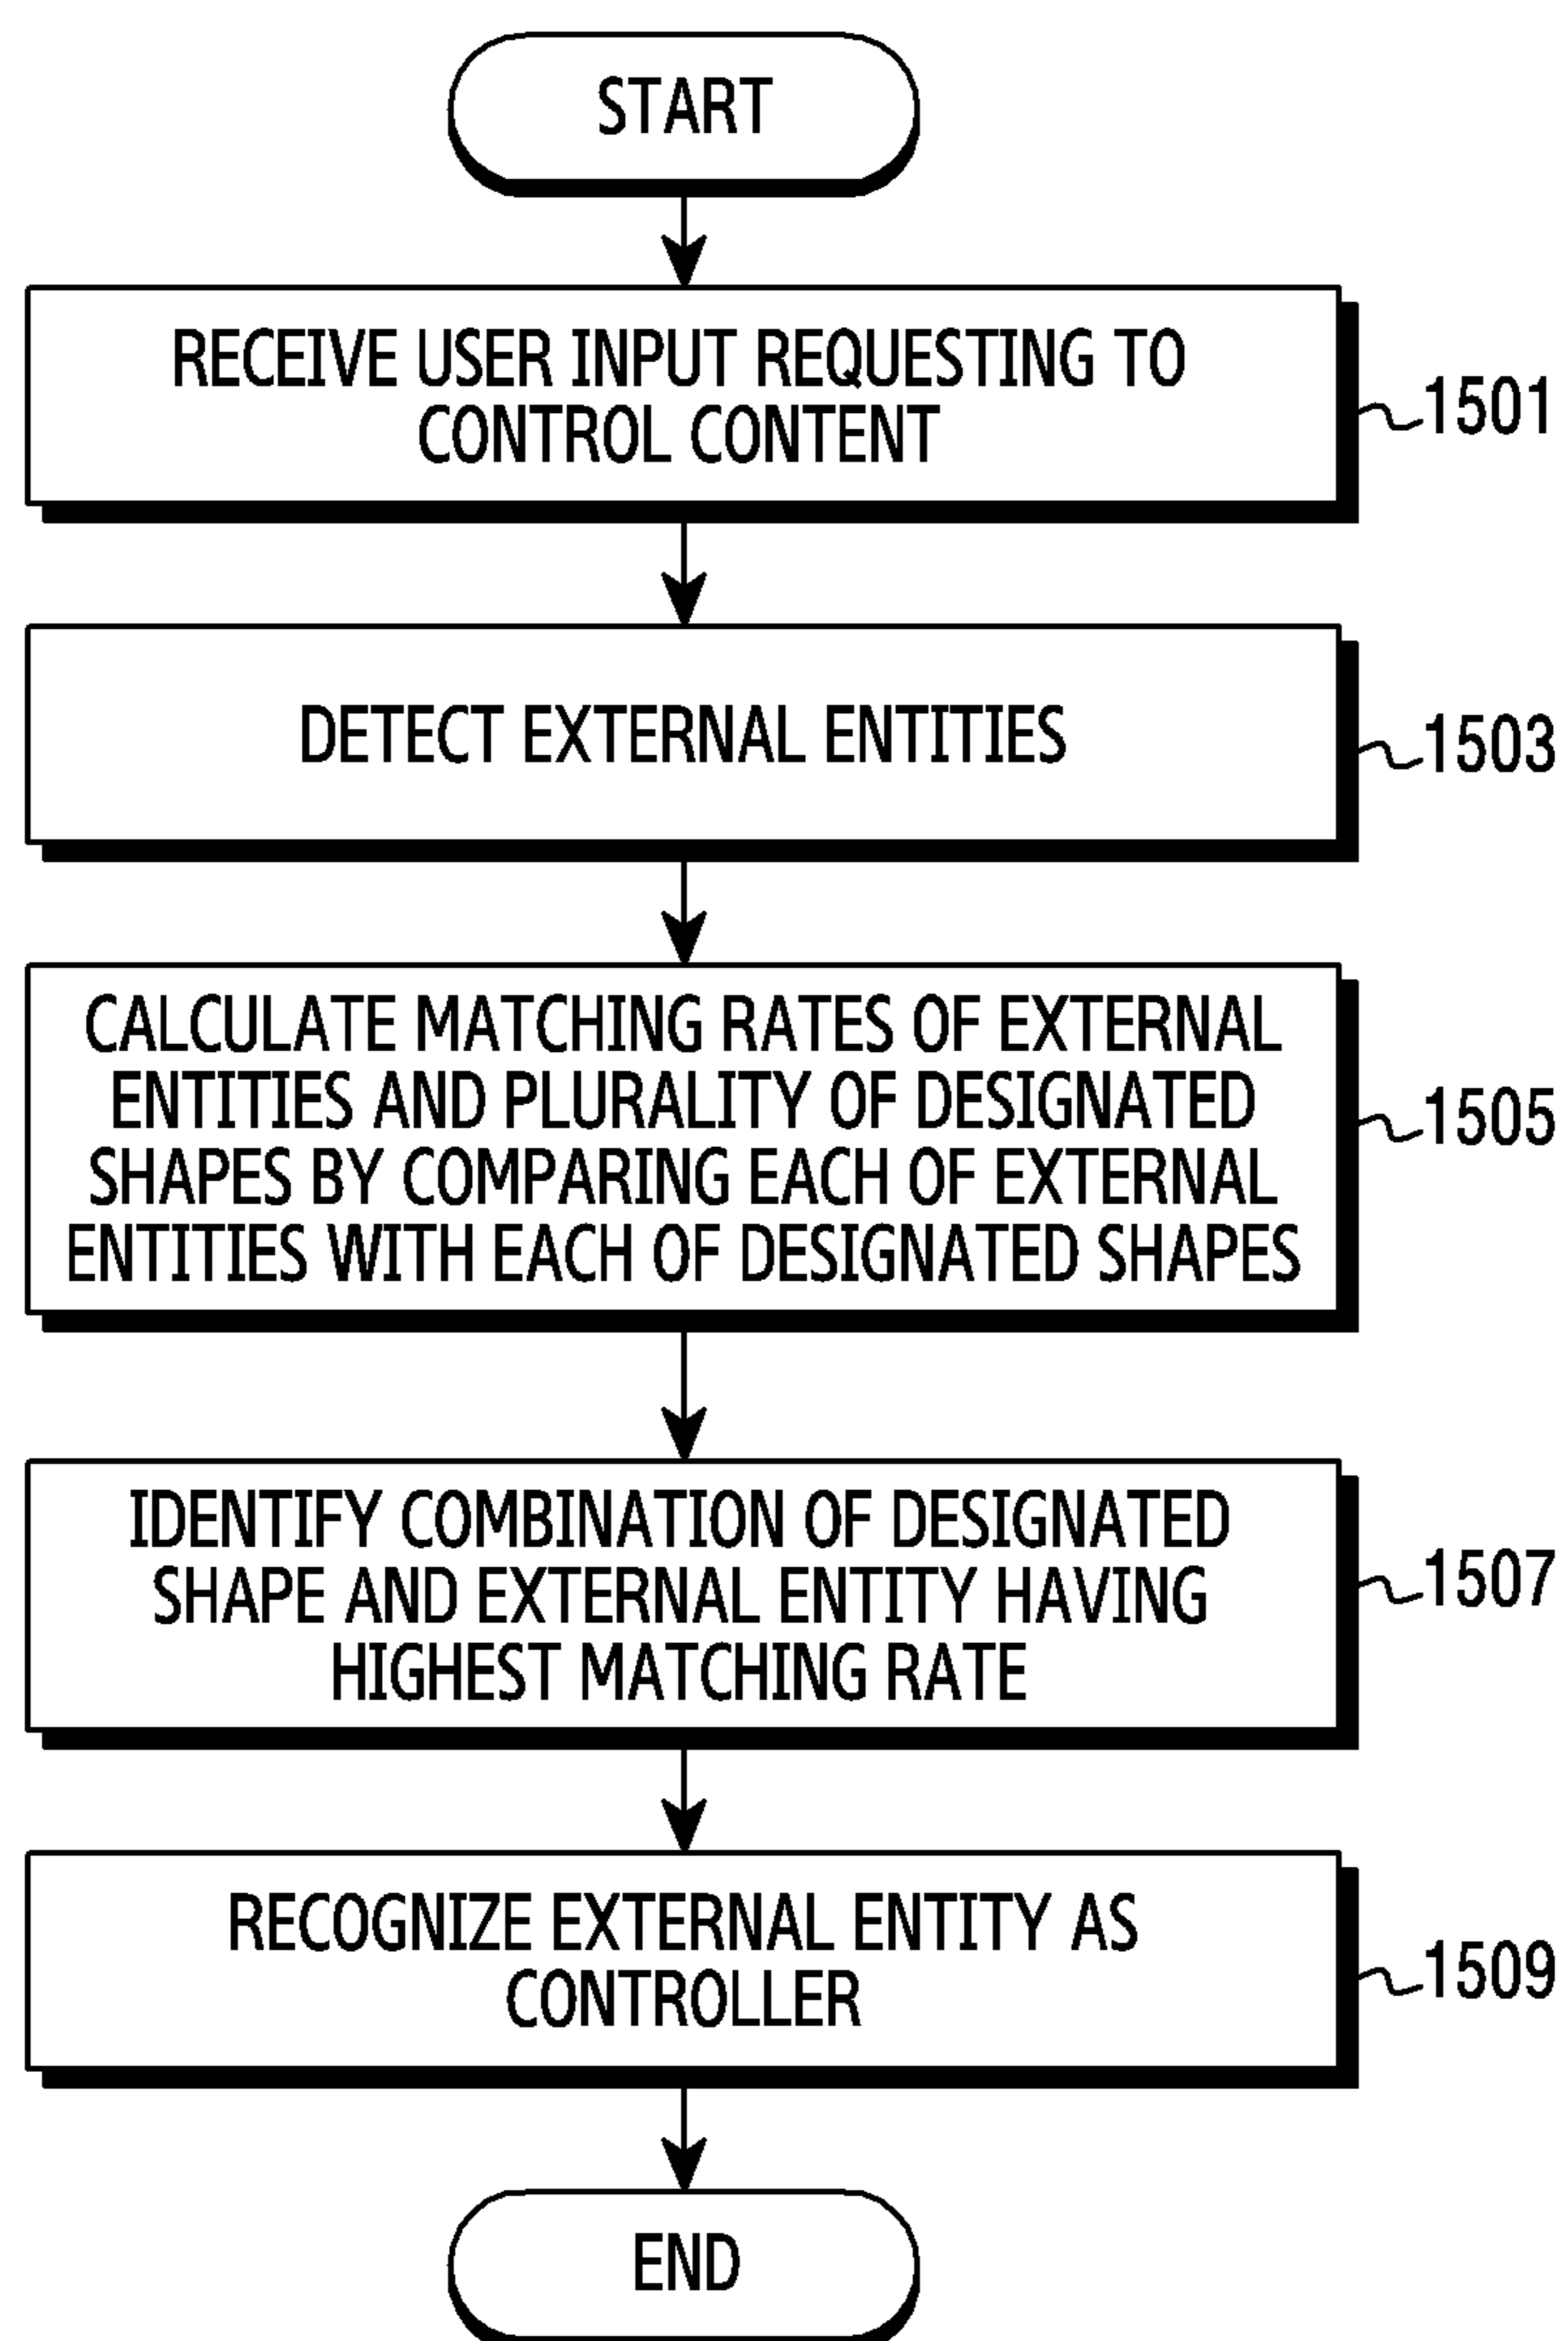 START
RECEIVE USER INPUT REQUESTING TO
CONTROL CONTENT
1501
DETECT EXTERNAL ENTITIES
1503
CALCULATE MATCHING RATES OF EXTERNAL
ENTITIES AND PLURALITY OF DESIGNATED
SHAPES BY COMPARING EACH OF EXTERNAL
ENTITIES WITH EACH OF DESIGNATED SHAPES
1505
IDENTIFY COMBINATION OF DESIGNATED
SHAPE AND EXTERNAL ENTITY HAVING
HIGHEST MATCHING RATE
1507
RECOGNIZE EXTERNAL ENTITY AS
CONTROLLER
1509
END